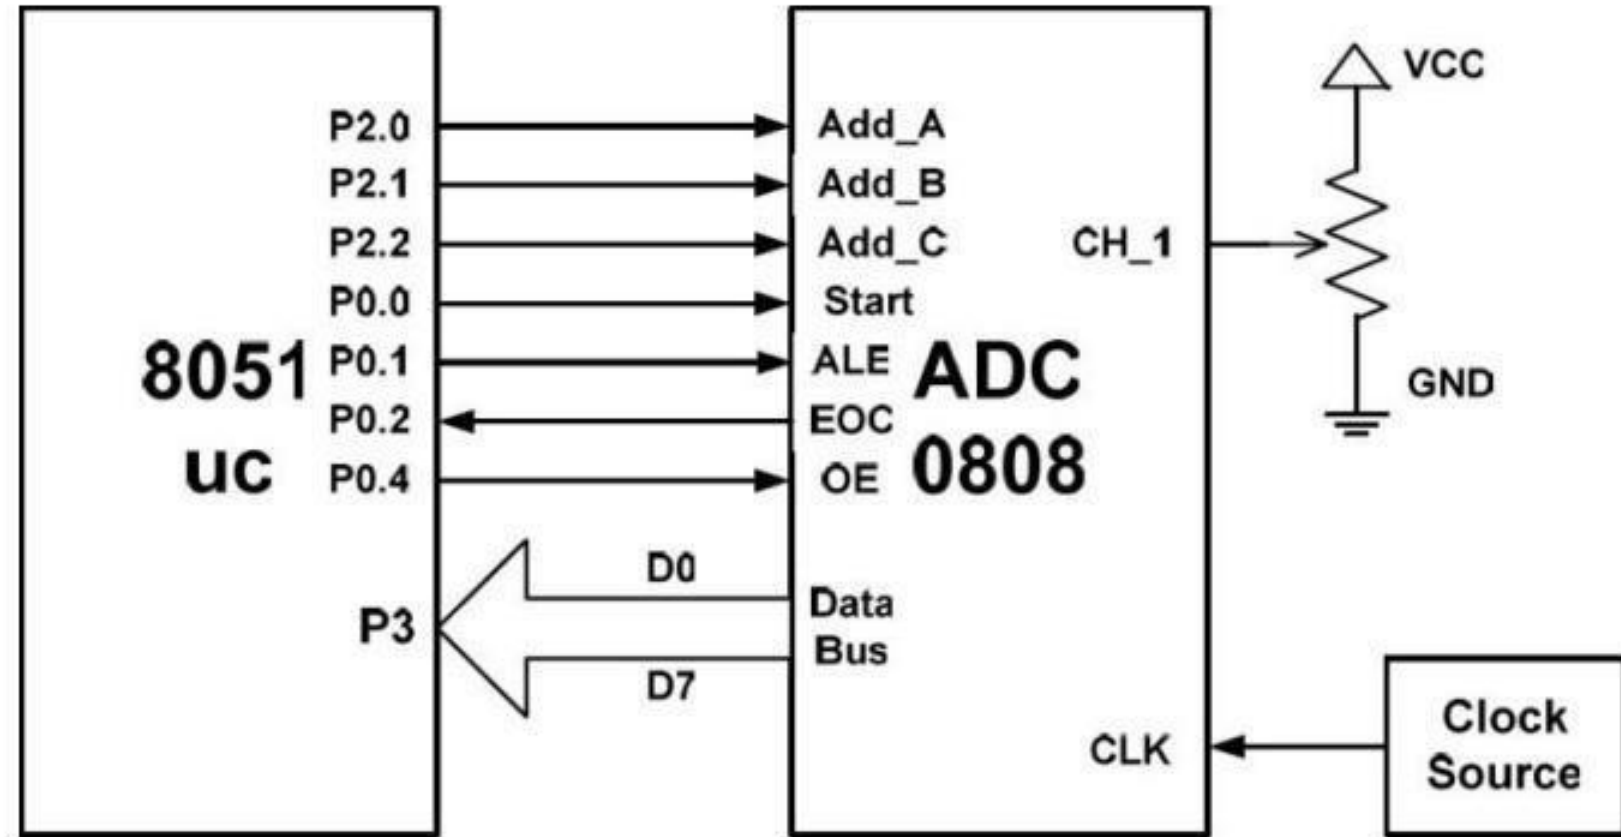 P2.0
P2.1
P2.2
P0.0
P0.1
P0.2
P0.4
8051
uc
P3
D0
D7
Add_A
Add_B
Add_C
Start
ALE
EOC
OE
Data
Bus
ADC
0808
CH_1
CLK
VCC
GND
Clock
Source